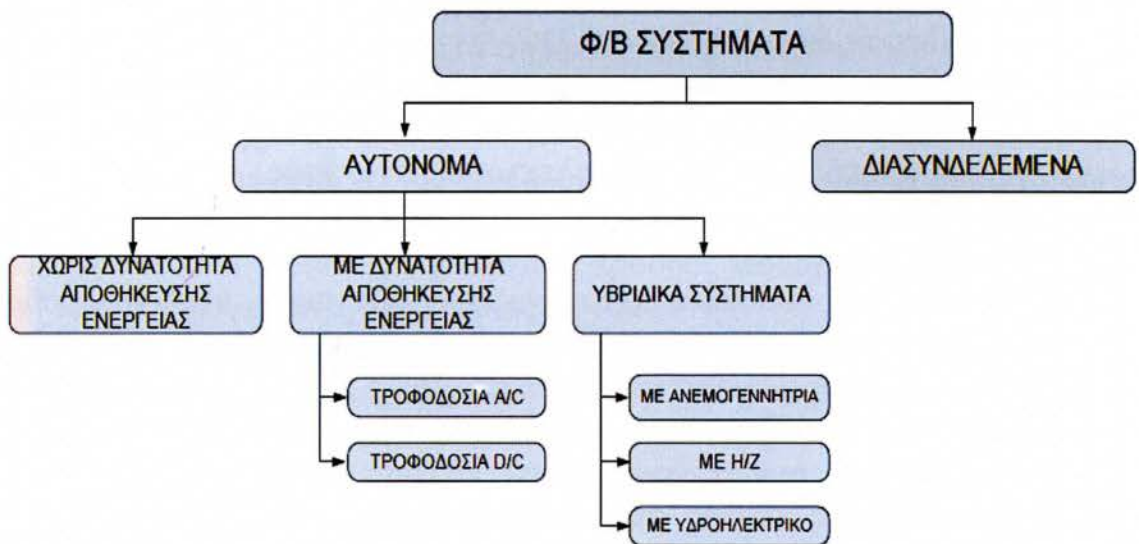 Φ/Β ΣΥΣΤΗΜΑΤΑ
ΑΥΤΟΝΟΜΑ
ΔΙΑΣΥΝΔΕΔΕΜΕΝΑ
ΧΩΡΙΣ ΔΥΝΑΤΟΤΗΤΑ
ΑΠΟΘΗΚΕΥΣΗΣ
ΕΝΕΡΓΕΙΑΣ
ΜΕ ΔΥΝΑΤΟΤΗΤΑ
ΑΠΟΘΗΚΕΥΣΗΣ
ΕΝΕΡΓΕΙΑΣ
ΥΒΡΙΔΙΚΑ ΣΥΣΤΗΜΑΤΑ
ΤΡΟΦΟΔΟΣΙΑ A/C
ΤΡΟΦΟΔΟΣΙΑ D/C
ΜΕ ΑΝΕΜΟΓΕΝΝΗΤΡΙΑ
ΜΕ Η/Ζ
ΜΕ ΥΔΡΟΗΛΕΚΤΡΙΚΟ